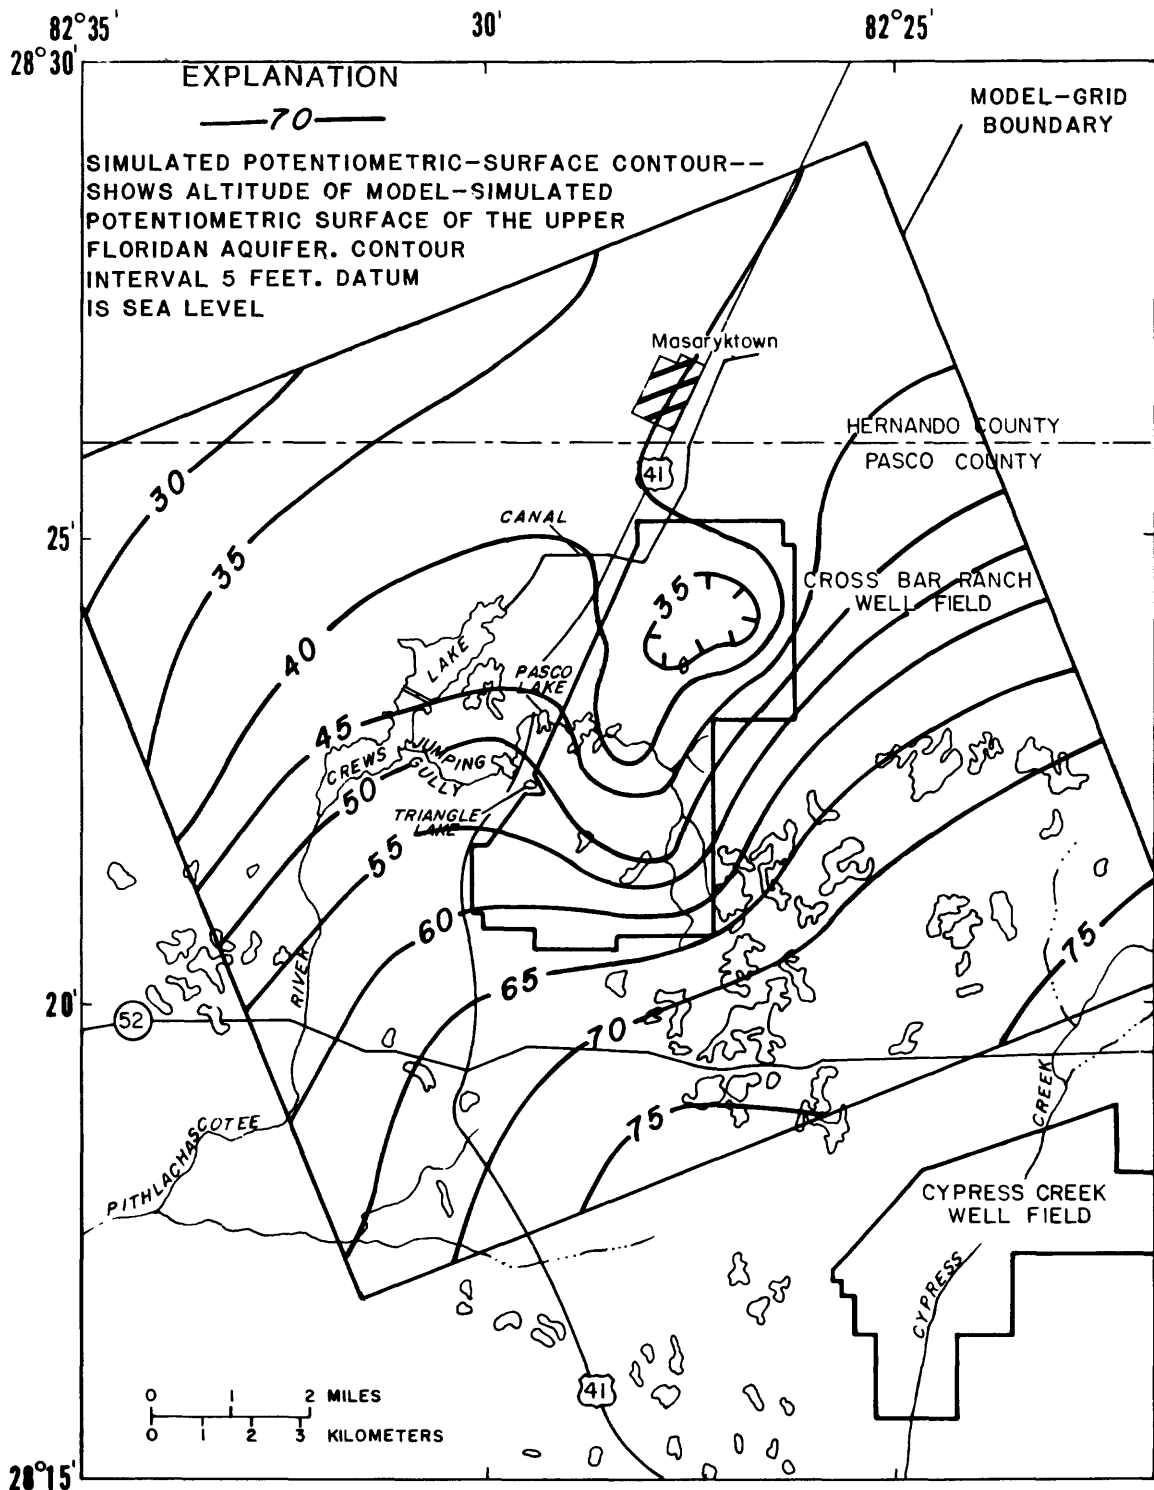 82°35'
30'
82°25'
28°30'
EXPLANATION
70
SIMULATED POTENTIOMETRIC-SURFACE CONTOUR--
SHOWS ALTITUDE OF MODEL-SIMULATED
POTENTIOMETRIC SURFACE OF THE UPPER
FLORIDAN AQUIFER. CONTOUR
INTERVAL 5 FEET. DATUM
IS SEA LEVEL
MODEL-GRID
BOUNDARY
Masaryktown
HERNANDO COUNTY
PASCO COUNTY
41
30
35
25'
CANAL
CROSS BAR RANCH
WELL FIELD
35
40
LAKE
PASCO
LAKE
45
CREWS
JUMPING
GULLY
50
TRIANGLE
LAKE
55
60
65
70
75
75
RIVER
20'
52
PITHLACHASCOTEE
CREEK
CYPRESS CREEK
WELL FIELD
CYPRESS
41
0 1 2 MILES
0 1 2 3 KILOMETERS
28°15'